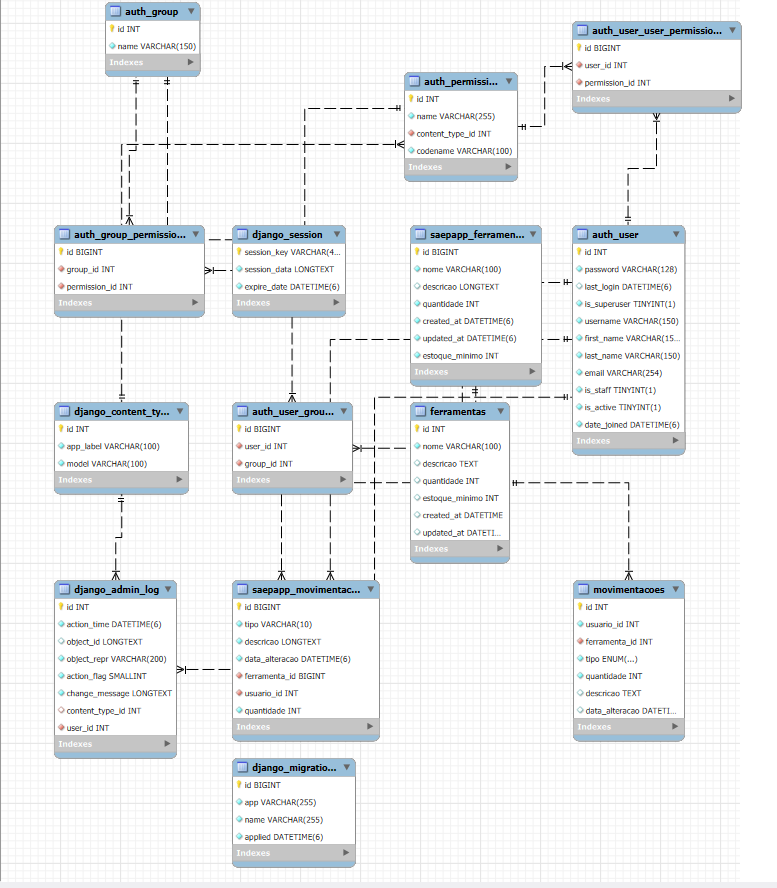 auth_group
id INT
name VARCHAR(150)
Indexes
auth_user_user_permissio...
id BIGINT
user_id INT
permission_id INT
Indexes
auth_permissi...
id INT
name VARCHAR(255)
content_type_id INT
codename VARCHAR(100)
Indexes
auth_group_permission...
id BIGINT
group_id INT
permission_id INT
Indexes
django_session
session_key VARCHAR(4...
session_data LONGTEXT
expire_date DATETIME(6)
Indexes
saepapp_ferramen...
id BIGINT
nome VARCHAR(100)
descricao LONGTEXT
quantidade INT
created_at DATETIME(6)
updated_at DATETIME(6)
estoque_minimo INT
Indexes
auth_user
id INT
password VARCHAR(128)
last_login DATETIME(6)
is_superuser TINYINT(1)
username VARCHAR(150)
first_name VARCHAR(15...
last_name VARCHAR(150)
email VARCHAR(254)
is_staff TINYINT(1)
is_active TINYINT(1)
date_joined DATETIME(6)
Indexes
django_content_ty...
id INT
app_label VARCHAR(100)
model VARCHAR(100)
Indexes
auth_user_grou...
id BIGINT
user_id INT
group_id INT
Indexes
ferramentas
id INT
nome VARCHAR(100)
descricao TEXT
quantidade INT
estoque_minimo INT
created_at DATETIME
updated_at DATETI...
Indexes
django_admin_log
id INT
action_time DATETIME(6)
object_id LONGTEXT
object_repr VARCHAR(200)
action_flag SMALLINT
change_message LONGTEXT
content_type_id INT
user_id INT
Indexes
saepapp_movimentac...
id BIGINT
tipo VARCHAR(10)
descricao LONGTEXT
data_alteracao DATETIME(6)
ferramenta_id BIGINT
usuario_id INT
quantidade INT
Indexes
movimentacoes
id INT
usuario_id INT
ferramenta_id INT
tipo ENUM(...)
quantidade INT
descricao TEXT
data_alteracao DATETI...
Indexes
django_migratio...
id BIGINT
app VARCHAR(255)
name VARCHAR(255)
applied DATETIME(6)
Indexes